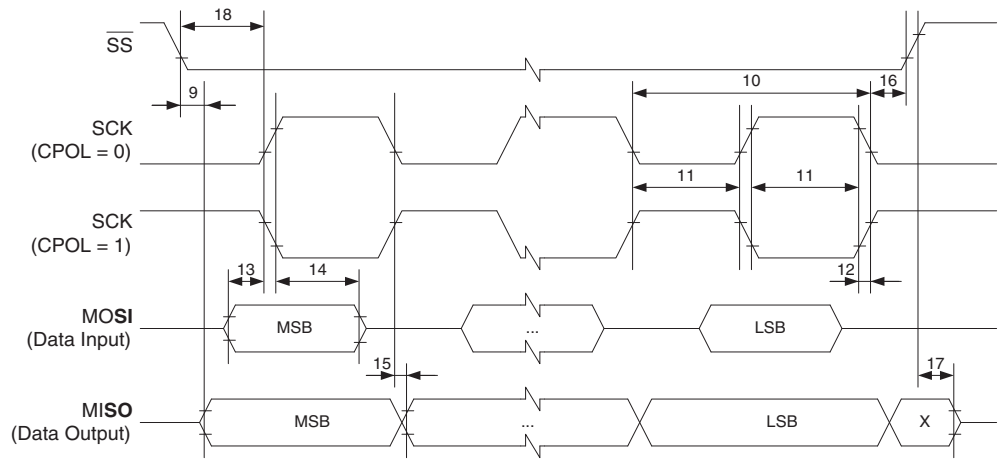 18
SS
9
10
16
SCK
(CPOL = 0)
11
11
SCK
(CPOL = 1)
13
14
12
MOSI
(Data Input)
MSB
...
LSB
15
17
MISO
(Data Output)
MSB
...
LSB
X